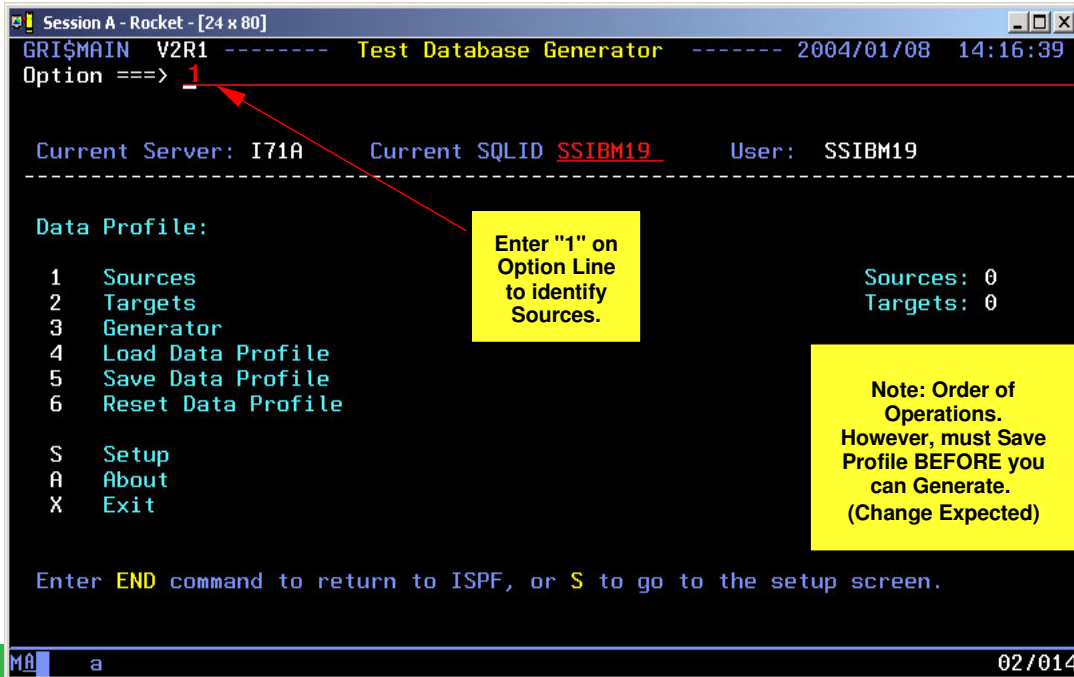 Session A - Rocket - [24 x 80]
GRI$MAIN V2R1 -------- Test Database Generator ------- 2004/01/08 14:16:39
Option ===> 1
Current Server: I71A Current SQLID SSIBM19 User: SSIBM19
--------------------------------------------------------------------------------
Data Profile:
Enter "1" on
Option Line
to identify
Sources.
1 Sources Sources: 0
2 Targets Targets: 0
3 Generator
4 Load Data Profile
5 Save Data Profile
6 Reset Data Profile
Note: Order of
Operations.
However, must Save
Profile BEFORE you
can Generate.
(Change Expected)
S Setup
A About
X Exit
Enter END command to return to ISPF, or S to go to the setup screen.
MA a 02/014